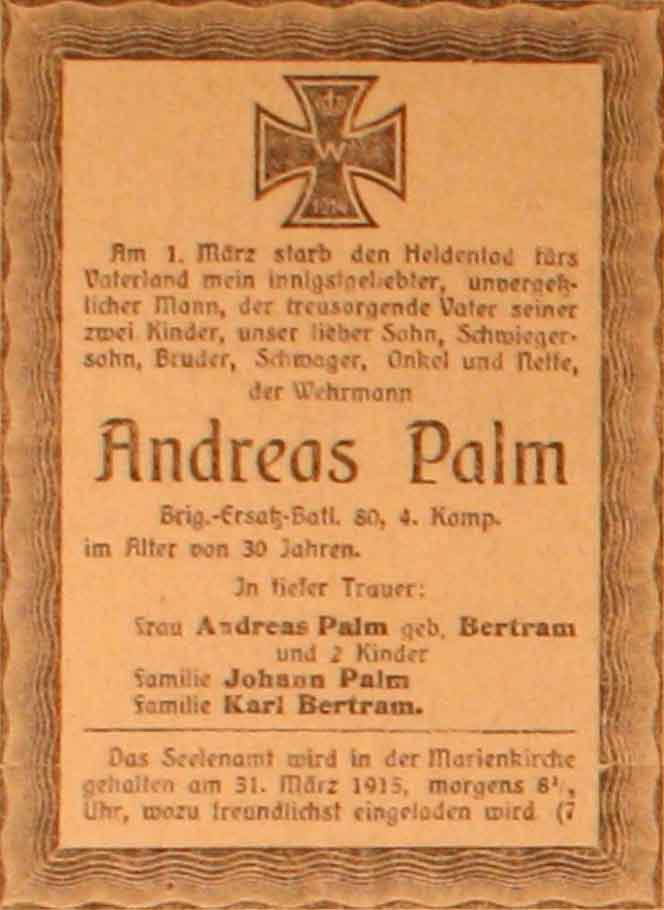 W
1914
Am 1. März starb den Heldentod fürs
Vaterland mein innigstgeliebter, unvergeß-
licher Mann, der treusorgende Vater seiner
zwei Kinder, unser lieber Sohn, Schwieger-
sohn, Bruder, Schwager, Onkel und Neffe,
der Wehrmann
Andreas Palm
Brig.-Ersatz-Batl. 80, 4. Komp.
im Alter von 30 Jahren.
In tiefer Trauer:
Frau Andreas Palm geb. Bertram
und 2 Kinder
Familie Johann Palm
Familie Karl Bertram.
Das Seelenamt wird in der Marienkirche
gehalten am 31. März 1915, morgens
Uhr, wozu freundlichst eingeladen wird. (7